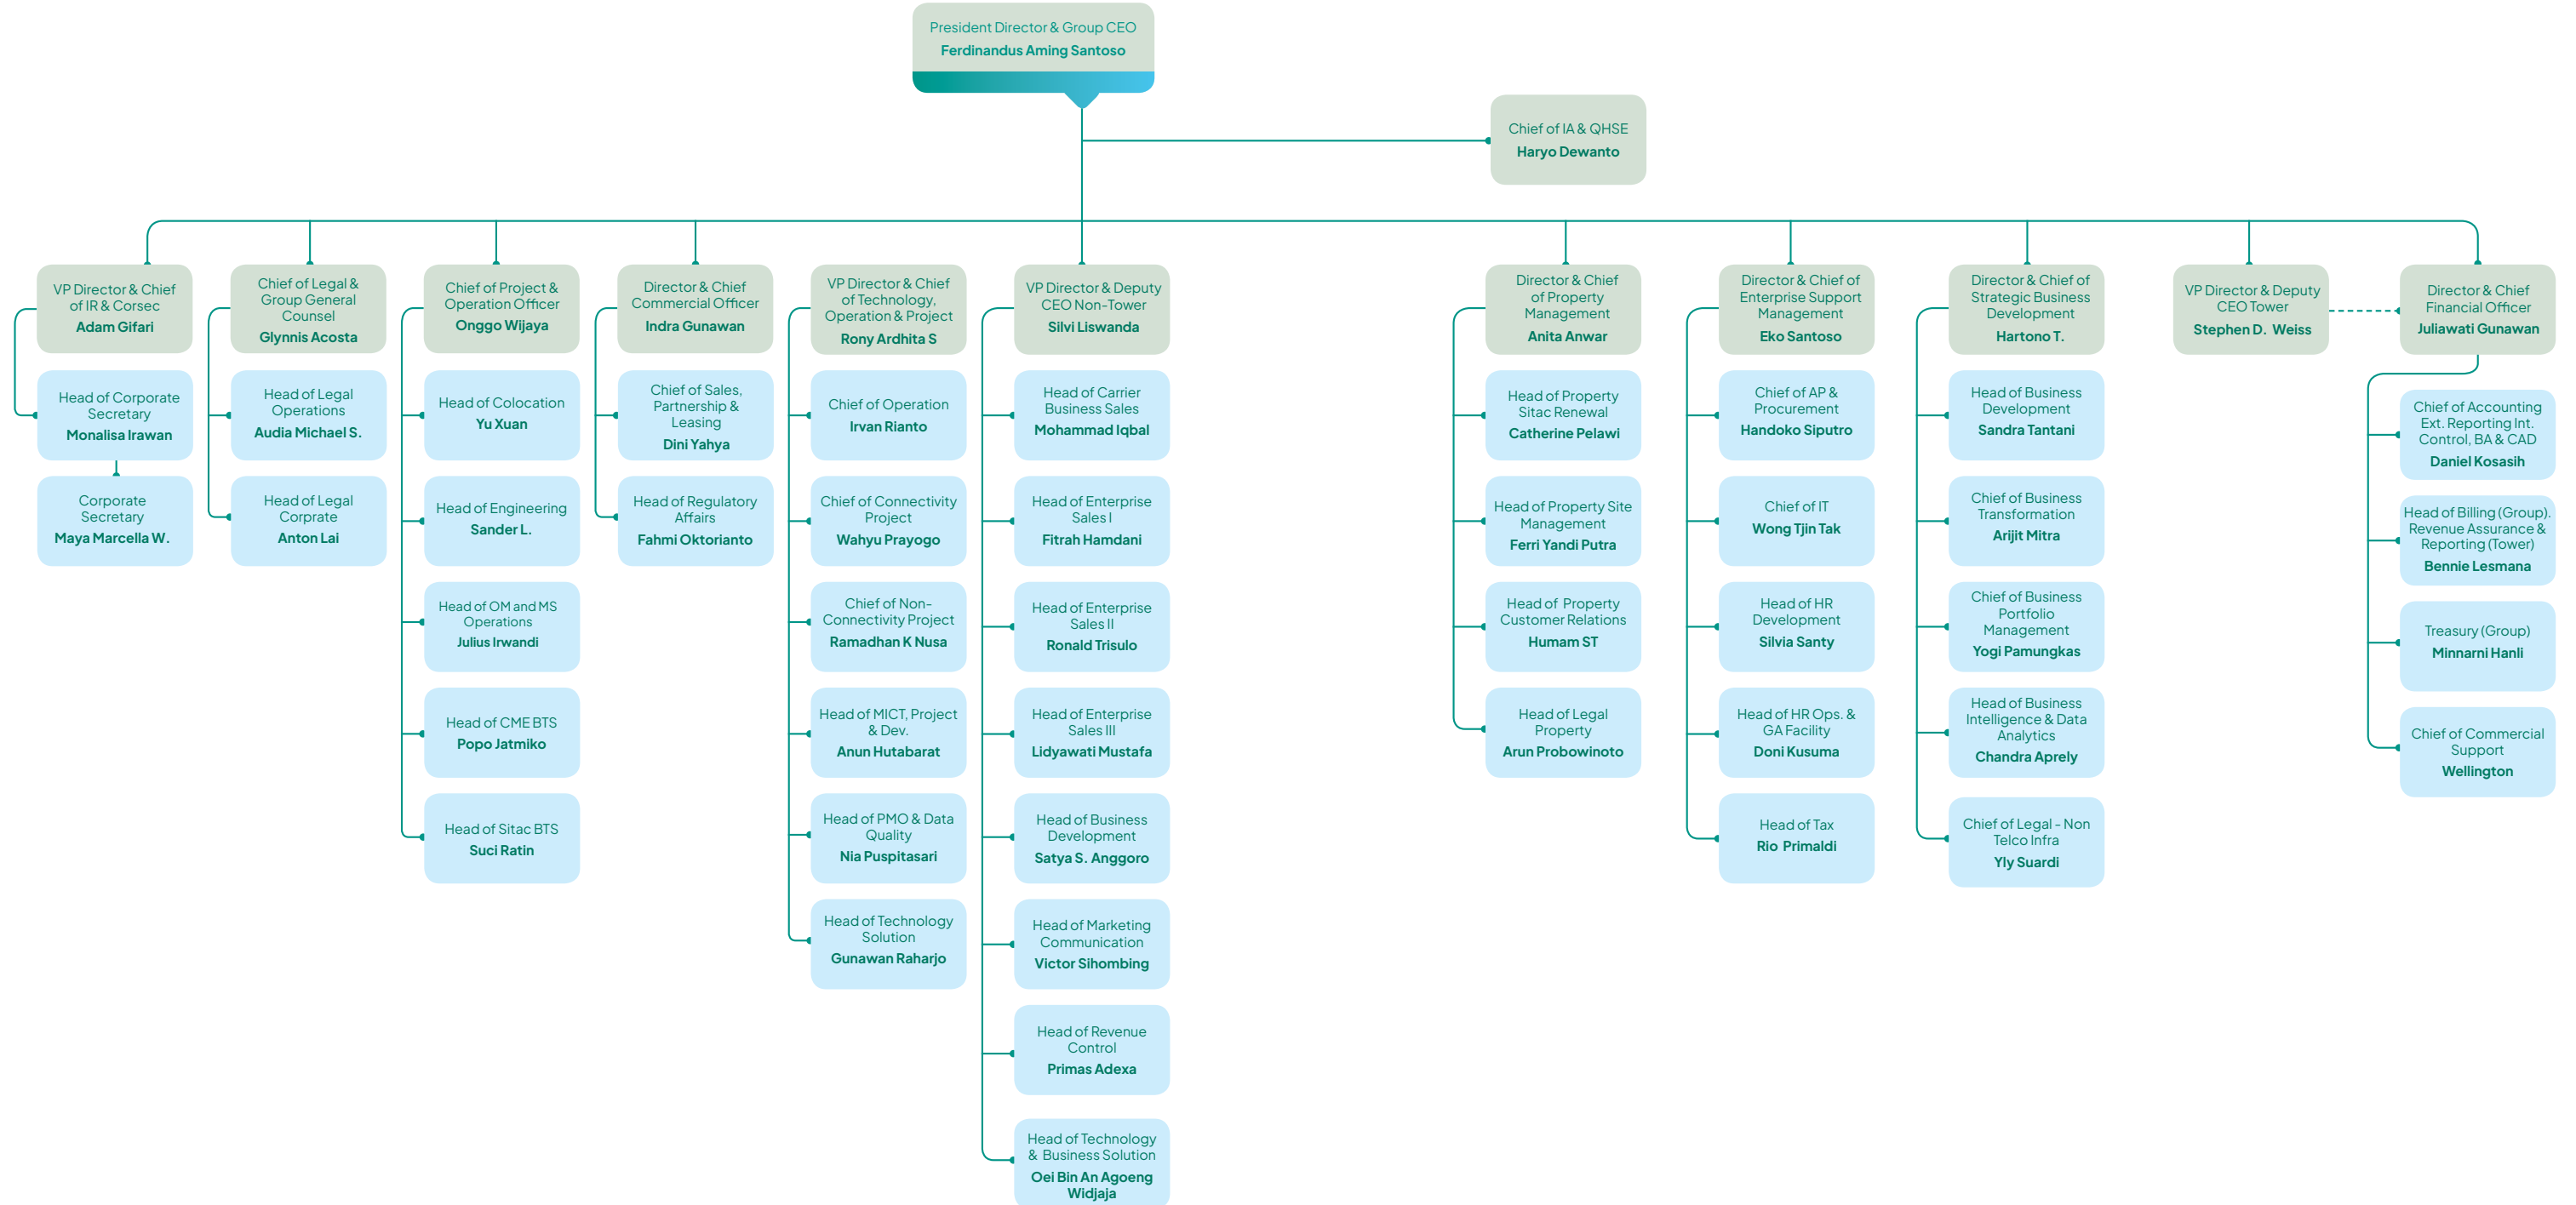 President Director & Group CEO
Ferdinandus Aming Santoso
Chief of IA & QHSE
Haryo Dewanto
VP Director & Chief
of IR & Corsec
Adam Gifari
Head of Corporate
Secretary
Monalisa Irawan
Corporate
Secretary
Maya Marcella W.
Chief of Legal &
Group General
Counsel
Glynnis Acosta
Head of Legal
Operations
Audia Michael S.
Head of Legal
Corprate
Anton Lai
Chief of Project &
Operation Officer
Onggo Wijaya
Head of Colocation
Yu Xuan
Head of Engineering
Sander L.
Head of OM and MS
Operations
Julius Irwandi
Head of CME BTS
Popo Jatmiko
Head of Sitac BTS
Suci Ratin
Director & Chief
Commercial Officer
Indra Gunawan
Chief of Sales,
Partnership &
Leasing
Dini Yahya
Head of Regulatory
Affairs
Fahmi Oktorianto
VP Director & Chief
of Technology,
Operation & Project
Rony Ardhita S
Chief of Operation
Irvan Rianto
Chief of Connectivity
Project
Wahyu Prayogo
Chief of Non-
Connectivity Project
Ramadhan K Nusa
Head of MICT, Project
& Dev.
Anun Hutabarat
Head of PMO & Data
Quality
Nia Puspitasari
Head of Technology
Solution
Gunawan Raharjo
VP Director & Deputy
CEO Non-Tower
Silvi Liswanda
Head of Carrier
Business Sales
Mohammad Iqbal
Head of Enterprise
Sales I
Fitrah Hamdani
Head of Enterprise
Sales II
Ronald Trisulo
Head of Enterprise
Sales III
Lidyawati Mustafa
Head of Business
Development
Satya S. Anggoro
Head of Marketing
Communication
Victor Sihombing
Head of Revenue
Control
Primas Adexa
Head of Technology
& Business Solution
Oei Bin An Agoeng
Widjaja
Director & Chief
of Property
Management
Anita Anwar
Head of Property
Sitac Renewal
Catherine Pelawi
Head of Property Site
Management
Ferri Yandi Putra
Head of Property
Customer Relations
Humam ST
Head of Legal
Property
Arun Probowinoto
Director & Chief of
Enterprise Support
Management
Eko Santoso
Chief of AP &
Procurement
Handoko Siputro
Chief of IT
Wong Tjin Tak
Head of HR
Development
Silvia Santy
Head of HR Ops. &
GA Facility
Doni Kusuma
Head of Tax
Rio Primaldi
Director & Chief of
Strategic Business
Development
Hartono T.
Head of Business
Development
Sandra Tantani
Chief of Business
Transformation
Arijit Mitra
Chief of Business
Portfolio
Management
Yogi Pamungkas
Head of Business
Intelligence & Data
Analytics
Chandra Aprely
Chief of Legal - Non
Telco Infra
Yly Suardi
VP Director & Deputy
CEO Tower
Stephen D. Weiss
Director & Chief
Financial Officer
Juliawati Gunawan
Chief of Accounting
Ext. Reporting Int.
Control, BA & CAD
Daniel Kosasih
Head of Billing (Group).
Revenue Assurance &
Reporting (Tower)
Bennie Lesmana
Treasury (Group)
Minnarni Hanli
Chief of Commercial
Support
Wellington